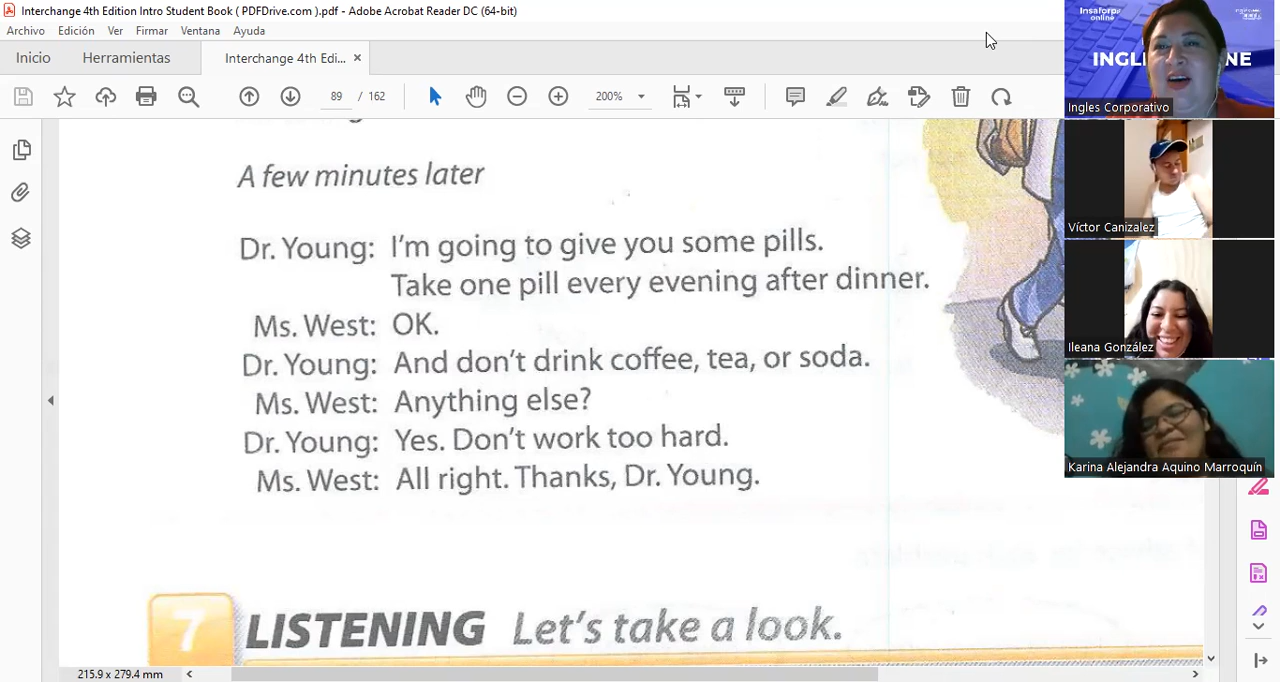 Interchange 4th Edition Intro Student Book ( PDFDrive.com ).pdf - Adobe Acrobat Reader DC (64-bit)
Archivo Edición Ver Firmar Ventana Ayuda
Inicio Herramientas Interchange 4th Edi... ×
89 / 162 200%
A few minutes later
Dr. Young: I'm going to give you some pills.
Take one pill every evening after dinner.
Ms. West: OK.
Dr. Young: And don't drink coffee, tea, or soda.
Ms. West: Anything else?
Dr. Young: Yes. Don't work too hard.
Ms. West: All right. Thanks, Dr. Young.
7 LISTENING Let's take a look.
215.9 x 279.4 mm
Insaforp
online
Ingles Corporativo
Víctor Canizalez
Ileana González
Karina Alejandra Aquino Marroquín